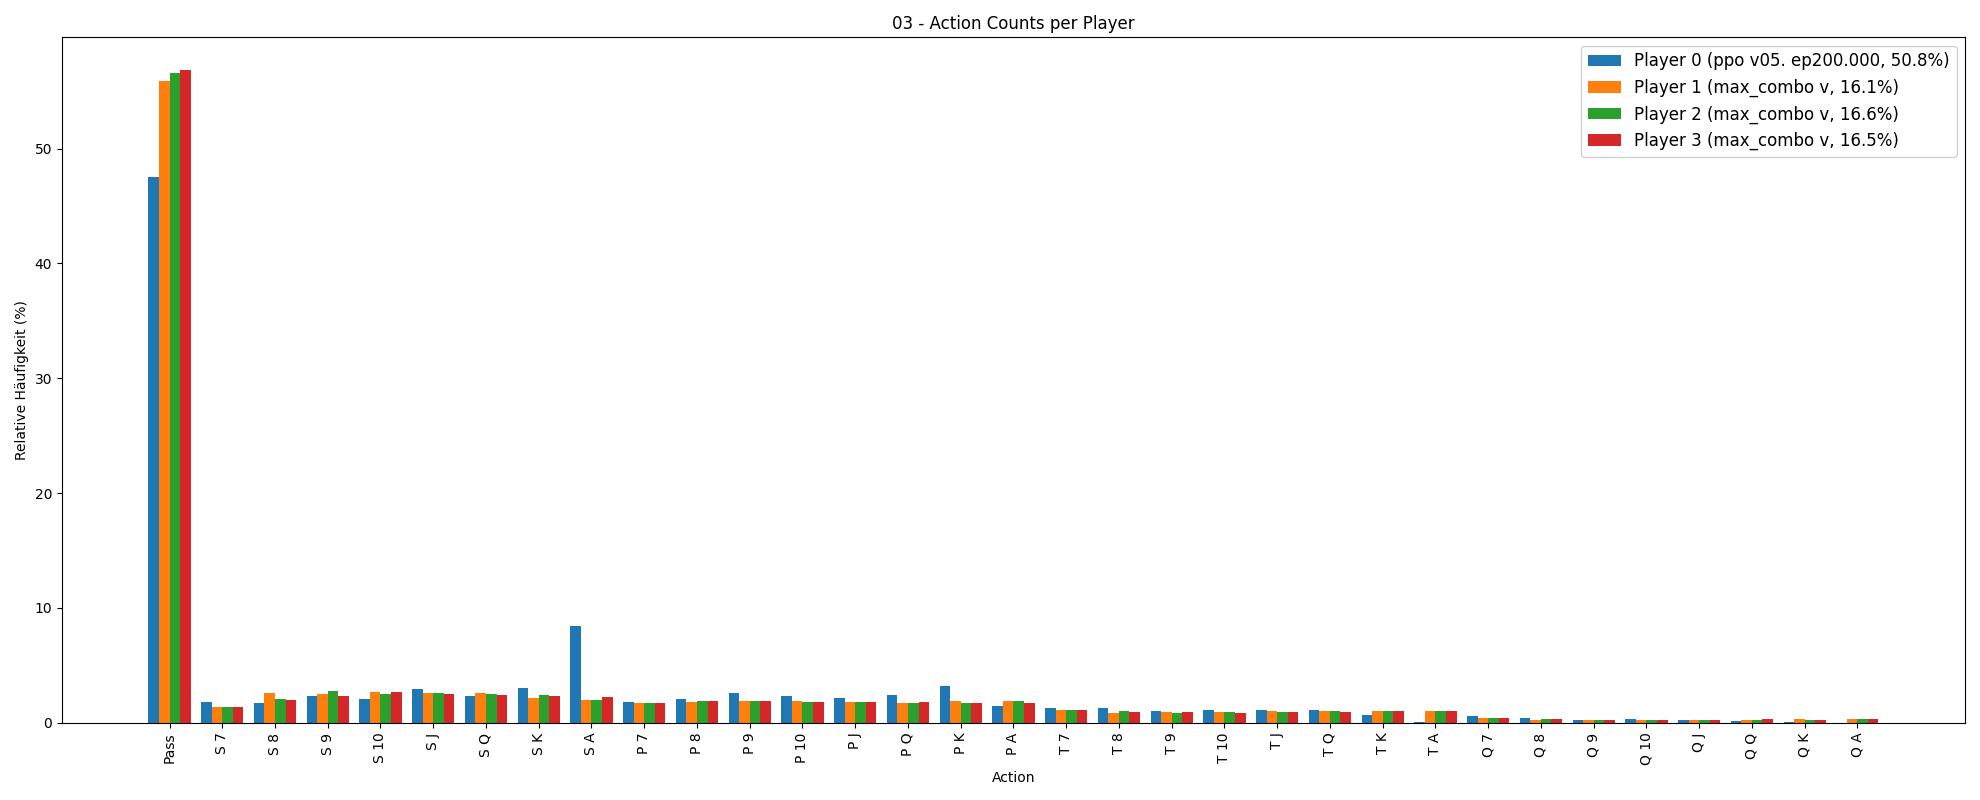 03 - Action Counts per Player
Player 0 (ppo v05. ep200.000, 50.8%)
Player 1 (max_combo v, 16.1%)
Player 2 (max_combo v, 16.6%)
Player 3 (max_combo v, 16.5%)
Relative Häufigkeit (%)
50
40
30
20
10
0
Pass
S 7
S 8
S 9
S 10
S J
S Q
S K
S A
P 7
P 8
P 9
P 10
P J
P Q
P K
P A
T 7
T 8
T 9
T 10
T J
T Q
T K
T A
Q 7
Q 8
Q 9
Q 10
Q J
Q Q
Q K
Q A
Action